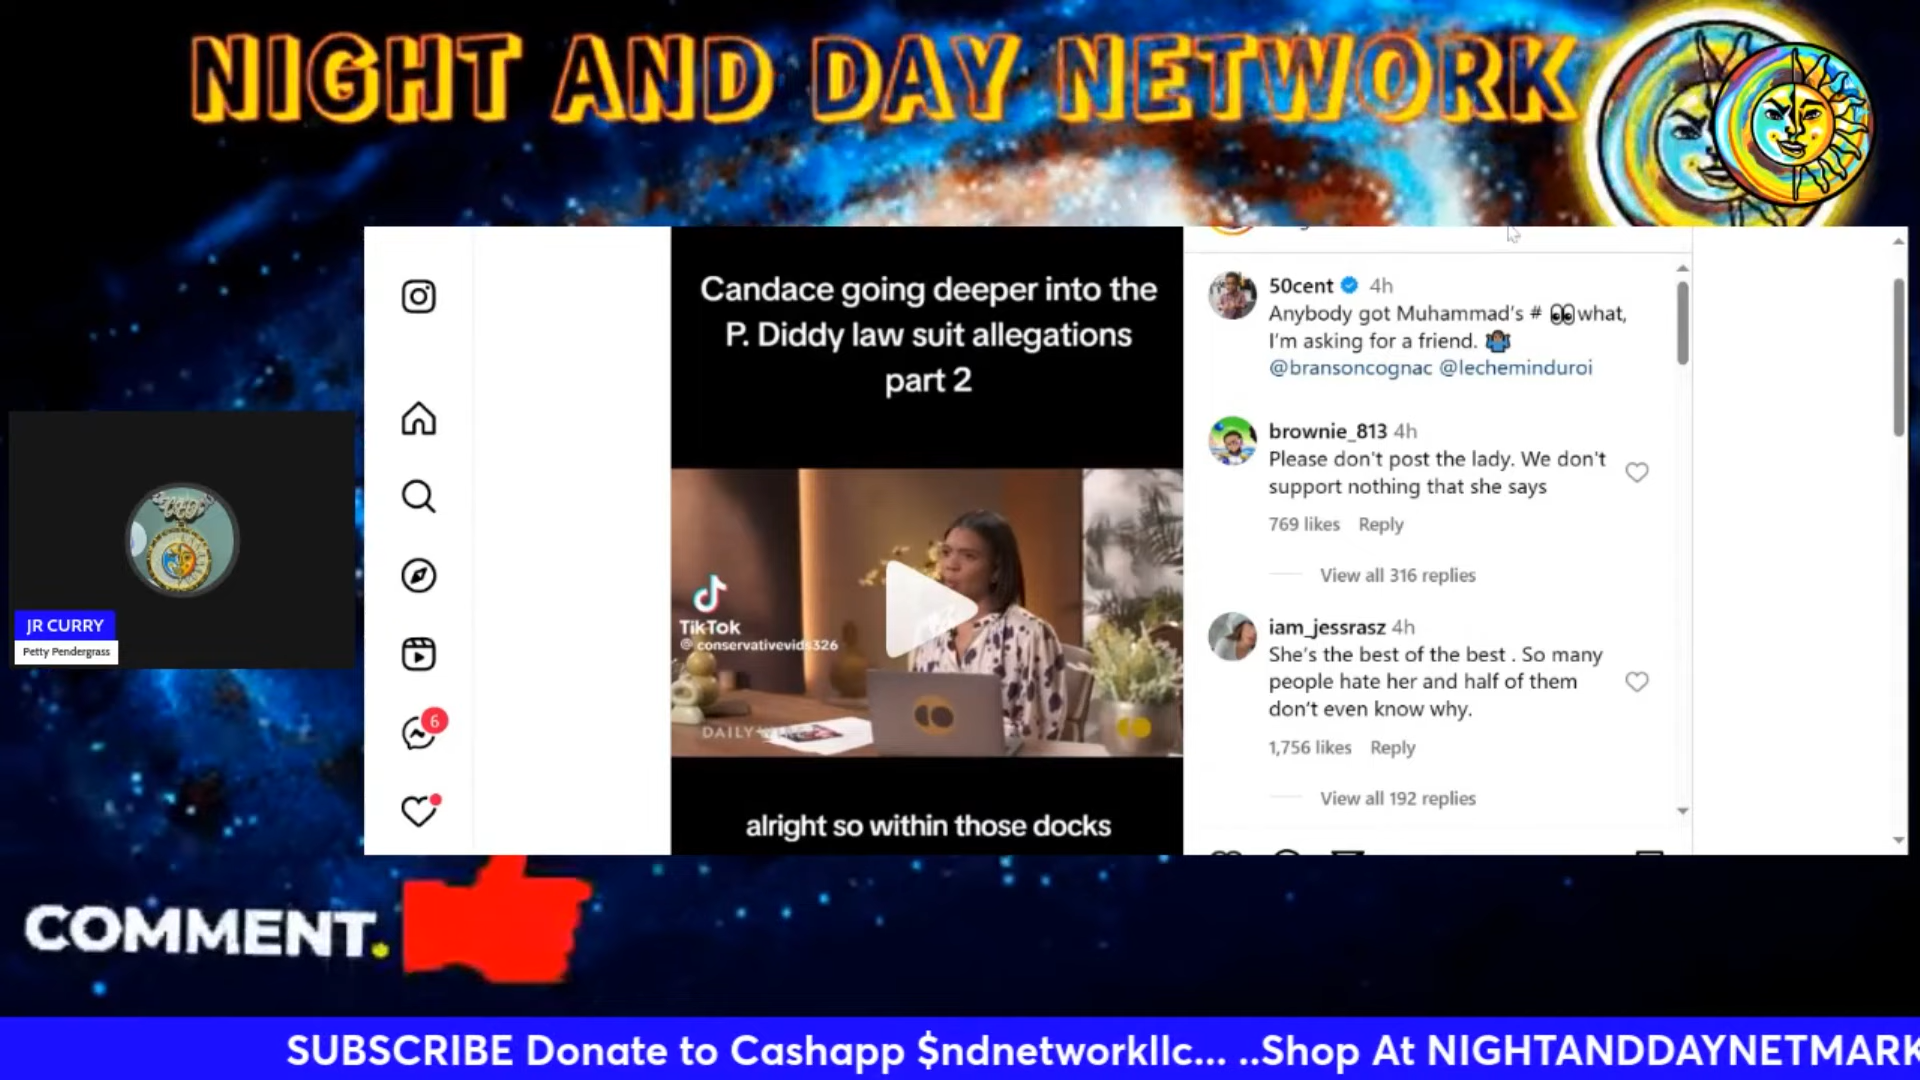 NIGHT AND DAY NETWORK
Candace going deeper into the
P. Diddy law suit allegations
part 2
TikTok
@ conservativevids326
DAILY
alright so within those docks
50cent 4h
Anybody got Muhammad's # 👀what,
I'm asking for a friend. 🤷🏾‍♂️
@bransoncognac @lecheminduroi
brownie_813 4h
Please don't post the lady. We don't
support nothing that she says
769 likes Reply
View all 316 replies
iam_jessrasz 4h
She's the best of the best . So many
people hate her and half of them
don't even know why.
1,756 likes Reply
View all 192 replies
6
JR CURRY
Petty Pendergrass
COMMENT.
SUBSCRIBE Donate to Cashapp $ndnetworkllc... ..Shop At NIGHTANDDAYNETMARK